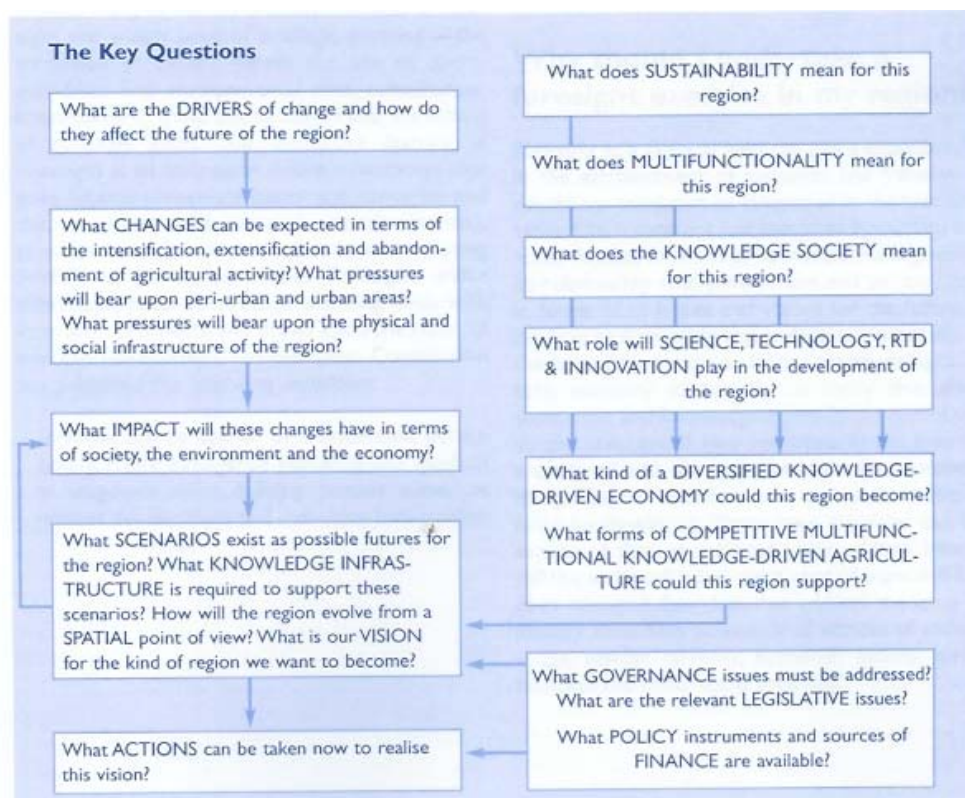 The Key Questions
What are the DRIVERS of change and how do
they affect the future of the region?
What CHANGES can be expected in terms of
the intensification, extensification and abandon-
ment of agricultural activity? What pressures
will bear upon peri-urban and urban areas?
What pressures will bear upon the physical and
social infrastructure of the region?
What IMPACT will these changes have in terms
of society, the environment and the economy?
What SCENARIOS exist as possible futures for
the region? What KNOWLEDGE INFRAS-
TRUCTURE is required to support these
scenarios? How will the region evolve from a
SPATIAL point of view? What is our VISION
for the kind of region we want to become?
What ACTIONS can be taken now to realise
this vision?
What does SUSTAINABILITY mean for this
region?
What does MULTIFUNCTIONALITY mean for
this region?
What does the KNOWLEDGE SOCIETY mean
for this region?
What role will SCIENCE, TECHNOLOGY, RTD
& INNOVATION play in the development of
the region?
What kind of a DIVERSIFIED KNOWLEDGE-
DRIVEN ECONOMY could this region become?
What forms of COMPETITIVE MULTIFUNC-
TIONAL KNOWLEDGE-DRIVEN AGRICUL-
TURE could this region support?
What GOVERNANCE issues must be addressed?
What are the relevant LEGISLATIVE issues?
What POLICY instruments and sources of
FINANCE are available?